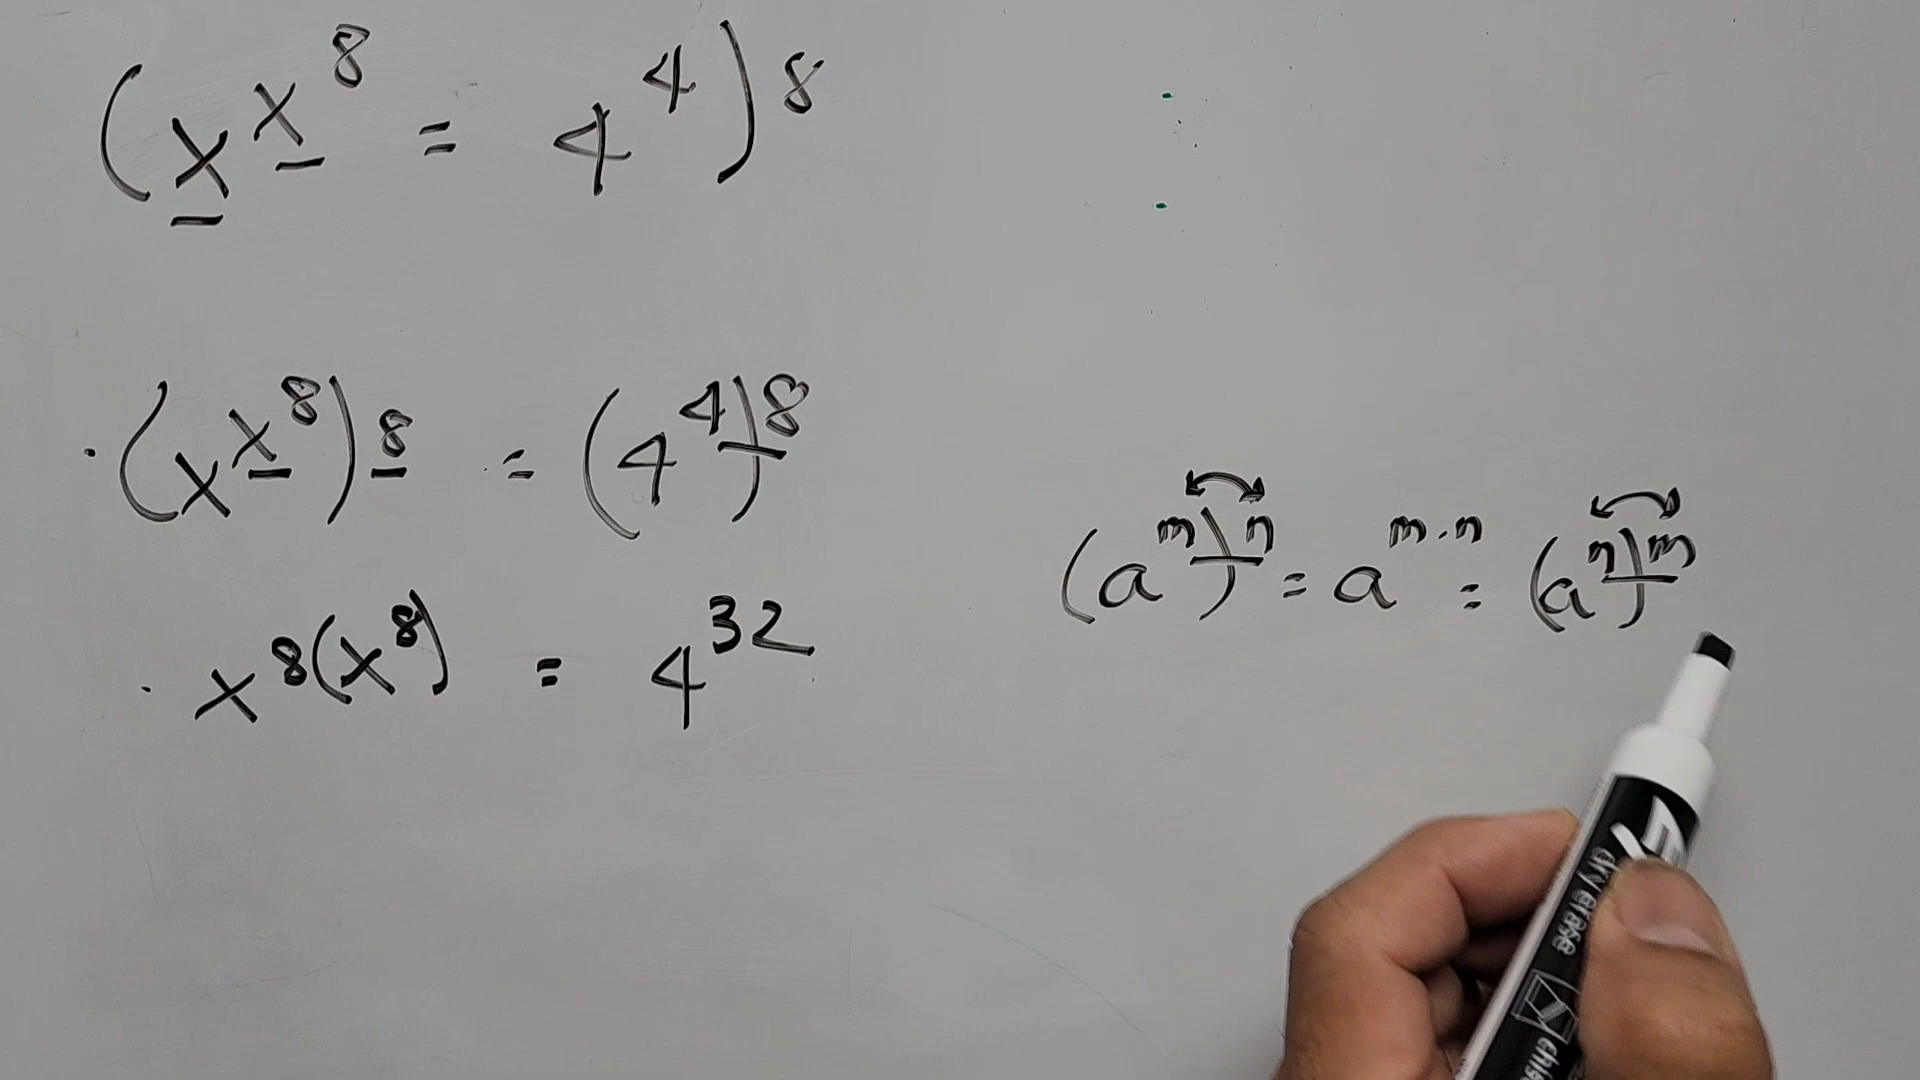 (x^x^8 = 4^4)^8
(x^x^8)^8 = (4^4)^8
(a^m)^n = a^m·n = (a^n)^m
x^8(x^8) = 4^32
dry erase